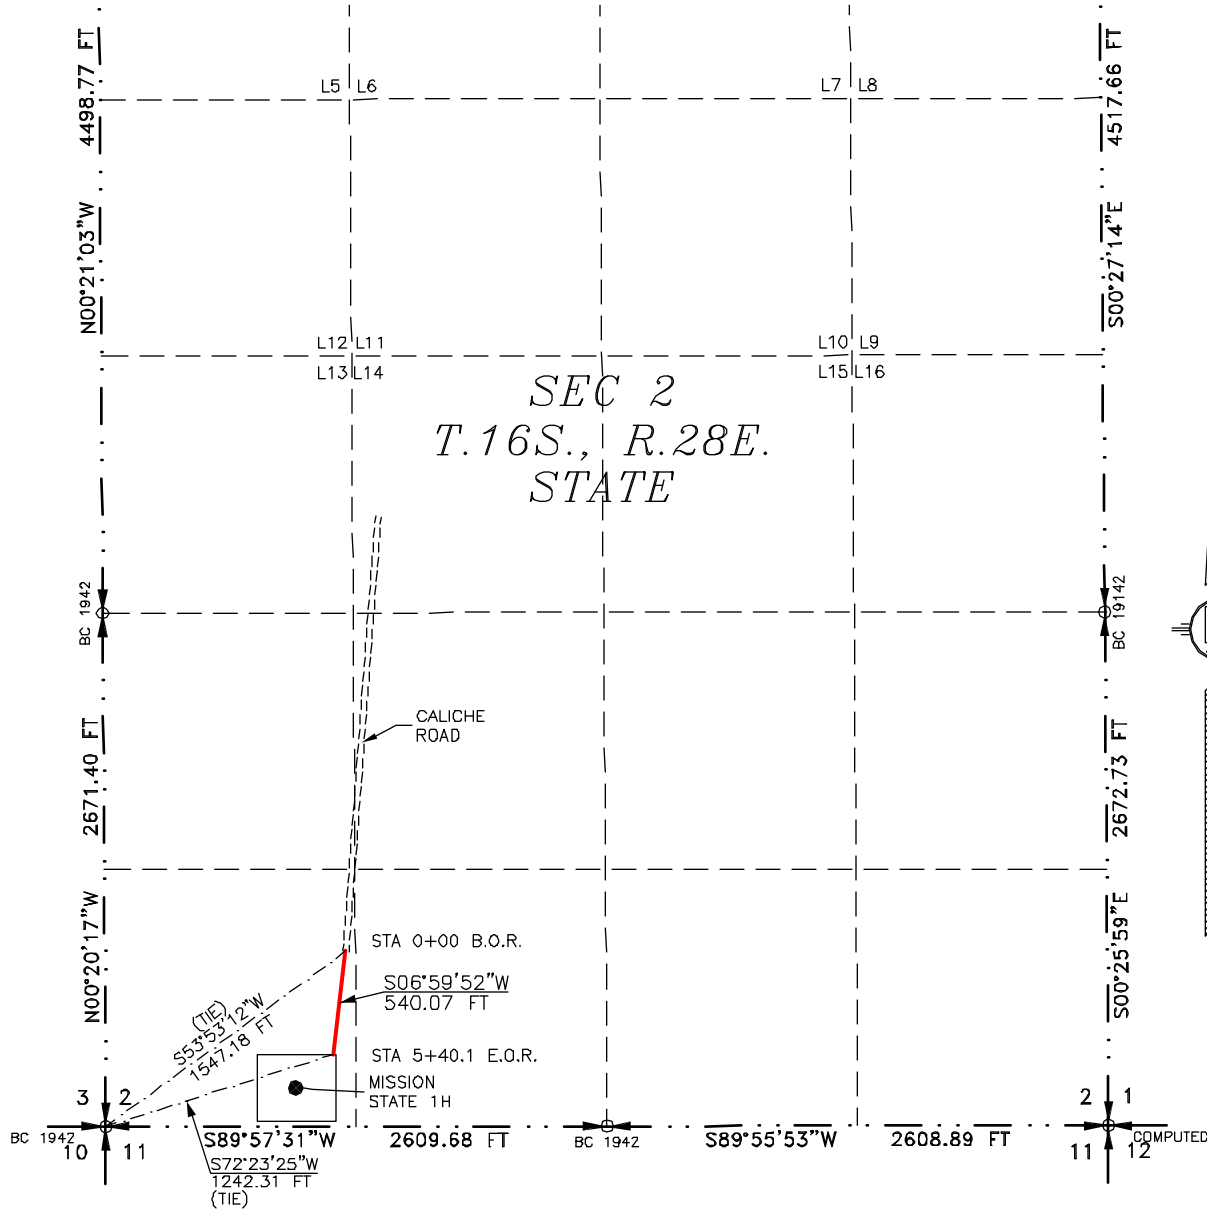 4498.77 FT
4517.66 FT
L5 L6
L7 L8
N00°21'03"W
S00°27'14"E
L12 L11
L10 L9
L13 L14
L15 L16
SEC 2
T.16S., R.28E.
STATE
BC 1942
BC 19142
CALICHE
ROAD
2671.40 FT
2672.73 FT
N00°20'17"W
S00°25'59"E
STA 0+00 B.O.R.
S06°59'52"W
540.07 FT
(TIE)
S53°53'12"W
1547.18 FT
STA 5+40.1 E.O.R.
MISSION
STATE 1H
3 2
2 1
BC 1942
10 11
S89°57'31"W 2609.68 FT
BC 1942
S89°55'53"W 2608.89 FT
COMPUTED
11 12
S72°23'25"W
1242.31 FT
(TIE)